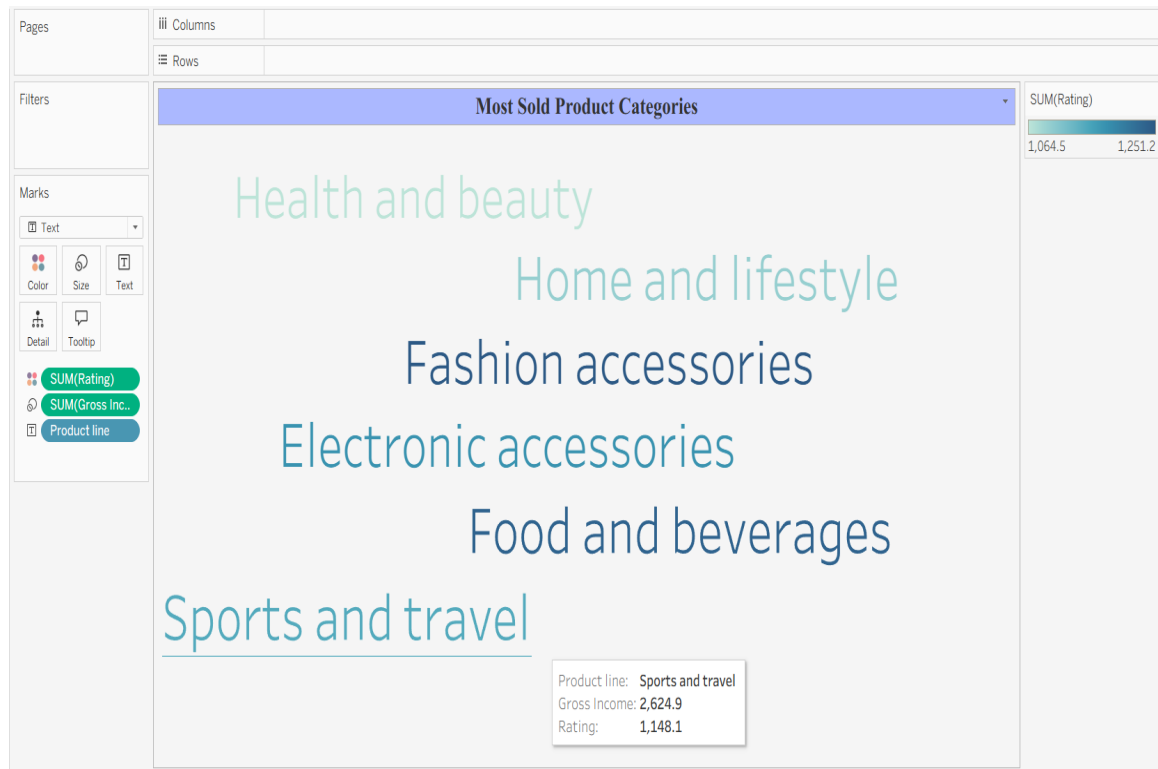 Pages
Columns
Rows
Filters
Most Sold Product Categories
SUM(Rating)
1,064.5 1,251.2
Marks
Text
Color Size Text
Detail Tooltip
SUM(Rating)
SUM(Gross Inc..
Product line
Health and beauty
Home and lifestyle
Fashion accessories
Electronic accessories
Food and beverages
Sports and travel
Product line: Sports and travel
Gross Income: 2,624.9
Rating: 1,148.1